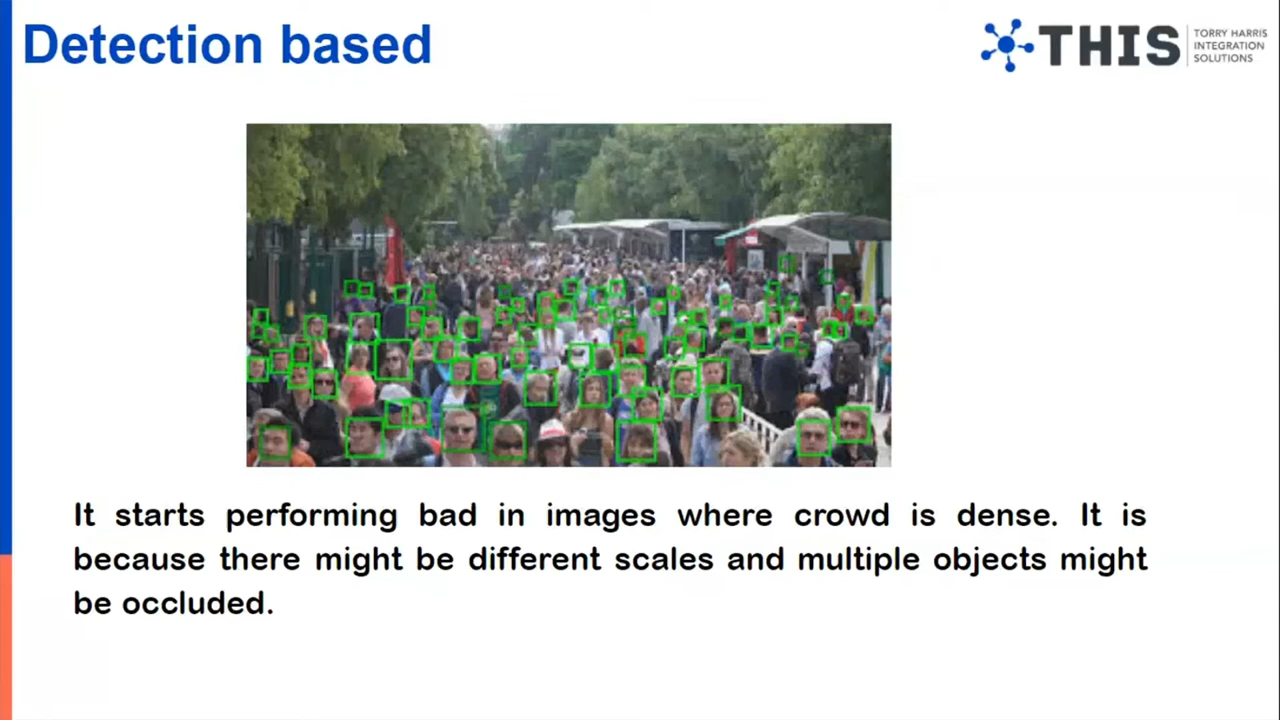 Detection based
THIS
TORRY HARRIS
INTEGRATION
SOLUTIONS
It starts performing bad in images where crowd is dense. It is
because there might be different scales and multiple objects might
be occluded.